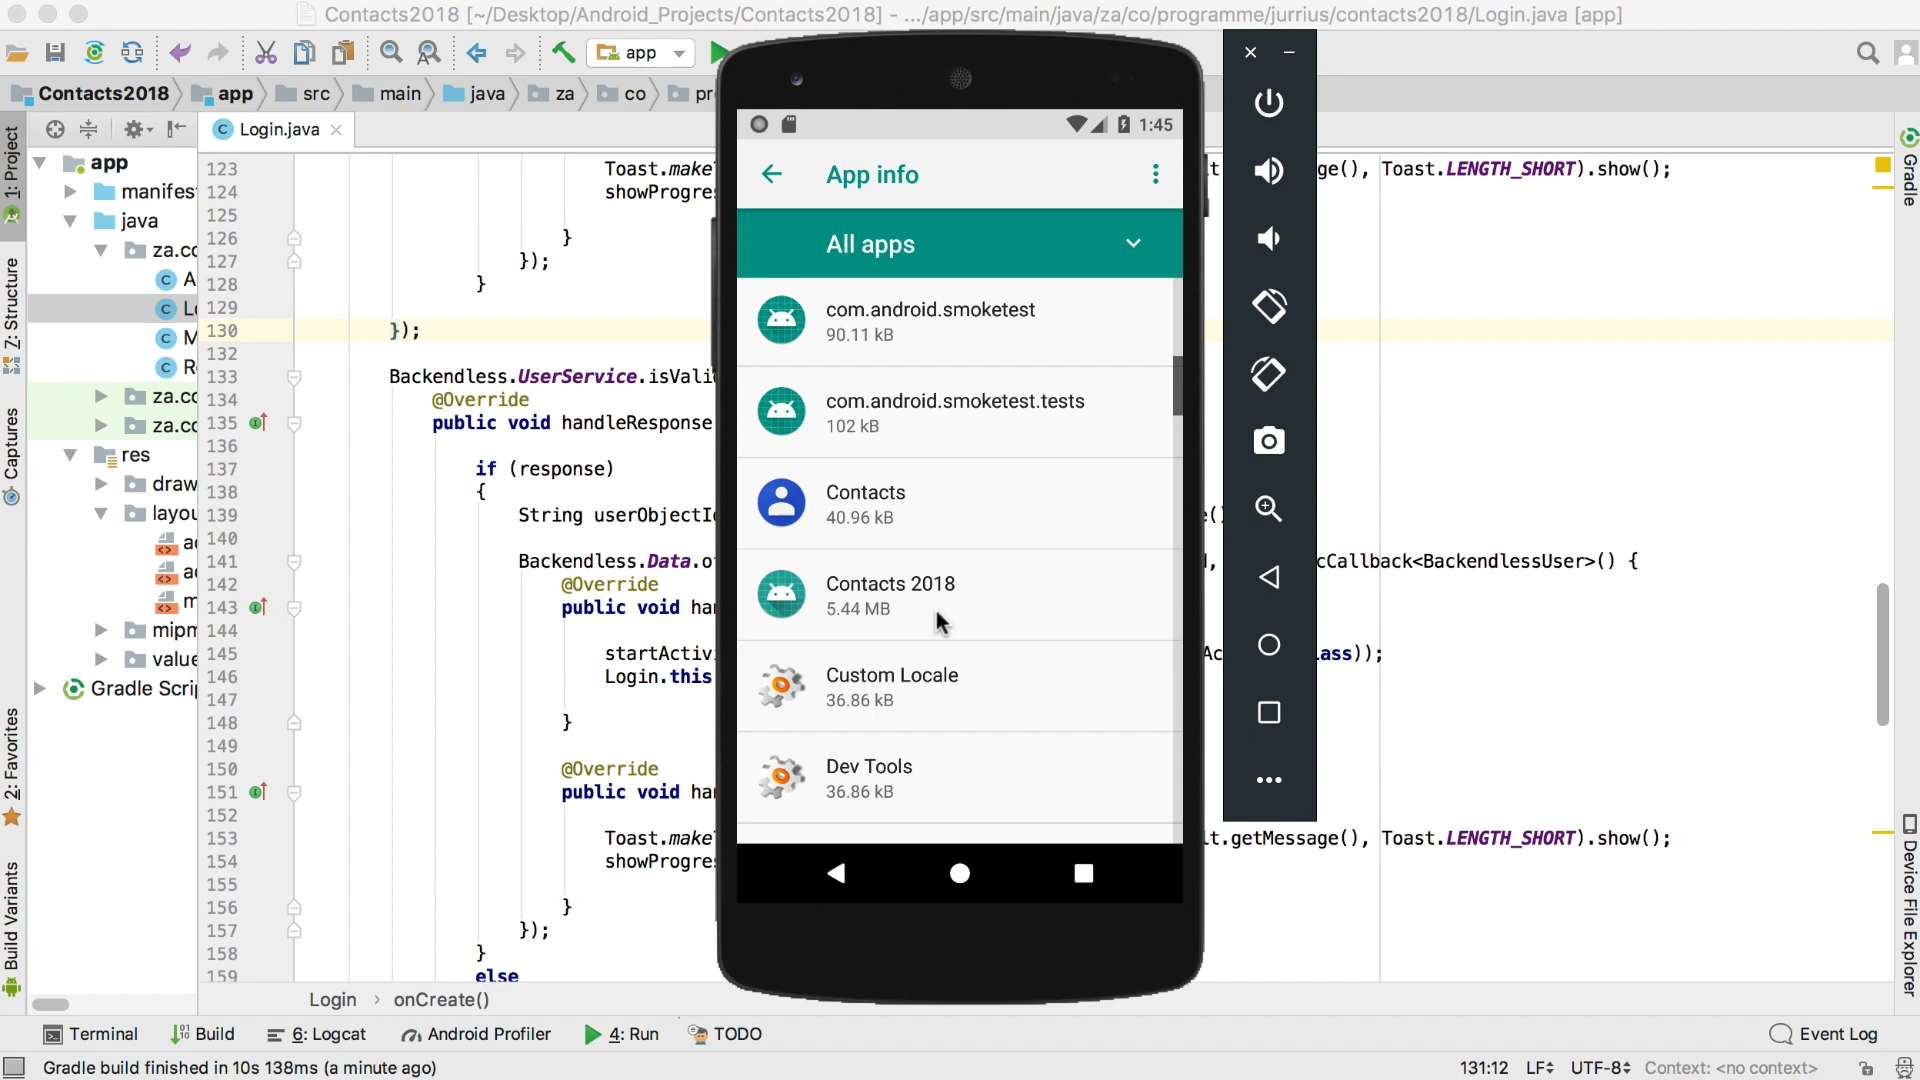 Contacts2018 [~/Desktop/Android_Projects/Contacts2018] - .../app/src/main/java/za/co/programme/jurrius/contacts2018/Login.java [app]
app
Contacts2018 app src main java za co pr
Login.java
1: Project
Z: Structure
Captures
2: Favorites
Build Variants
app
manifes
java
za.co
A
Lo
M
R
za.co
za.co
res
draw
layou
a
a
m
mipm
value
Gradle Scrip
123 Toast.make ge(), Toast.LENGTH_SHORT).show();
124 showProgre
125
126 }
127 });
128 }
129
130 });
132
133 Backendless.UserService.isVali
134 @Override
135 public void handleResponse
136
137 if (response)
138 {
139 String userObjectI e()
140
141 Backendless.Data.o , cCallback<BackendlessUser>() {
142 @Override
143 public void ha
144
145 startActiv Ac .ass));
146 Login.this
147
148 }
149
150 @Override
151 public void ha
152
153 Toast.make lt.getMessage(), Toast.LENGTH_SHORT).show();
154 showProgre
155
156 }
157 });
158 }
159 else
1:45
App info
All apps
com.android.smoketest
90.11 kB
com.android.smoketest.tests
102 kB
Contacts
40.96 kB
Contacts 2018
5.44 MB
Custom Locale
36.86 kB
Dev Tools
36.86 kB
Gradle
Device File Explorer
Login › onCreate()
Terminal Build 6: Logcat Android Profiler 4: Run TODO Event Log
Gradle build finished in 10s 138ms (a minute ago) 131:12 LF UTF-8 Context: <no context>